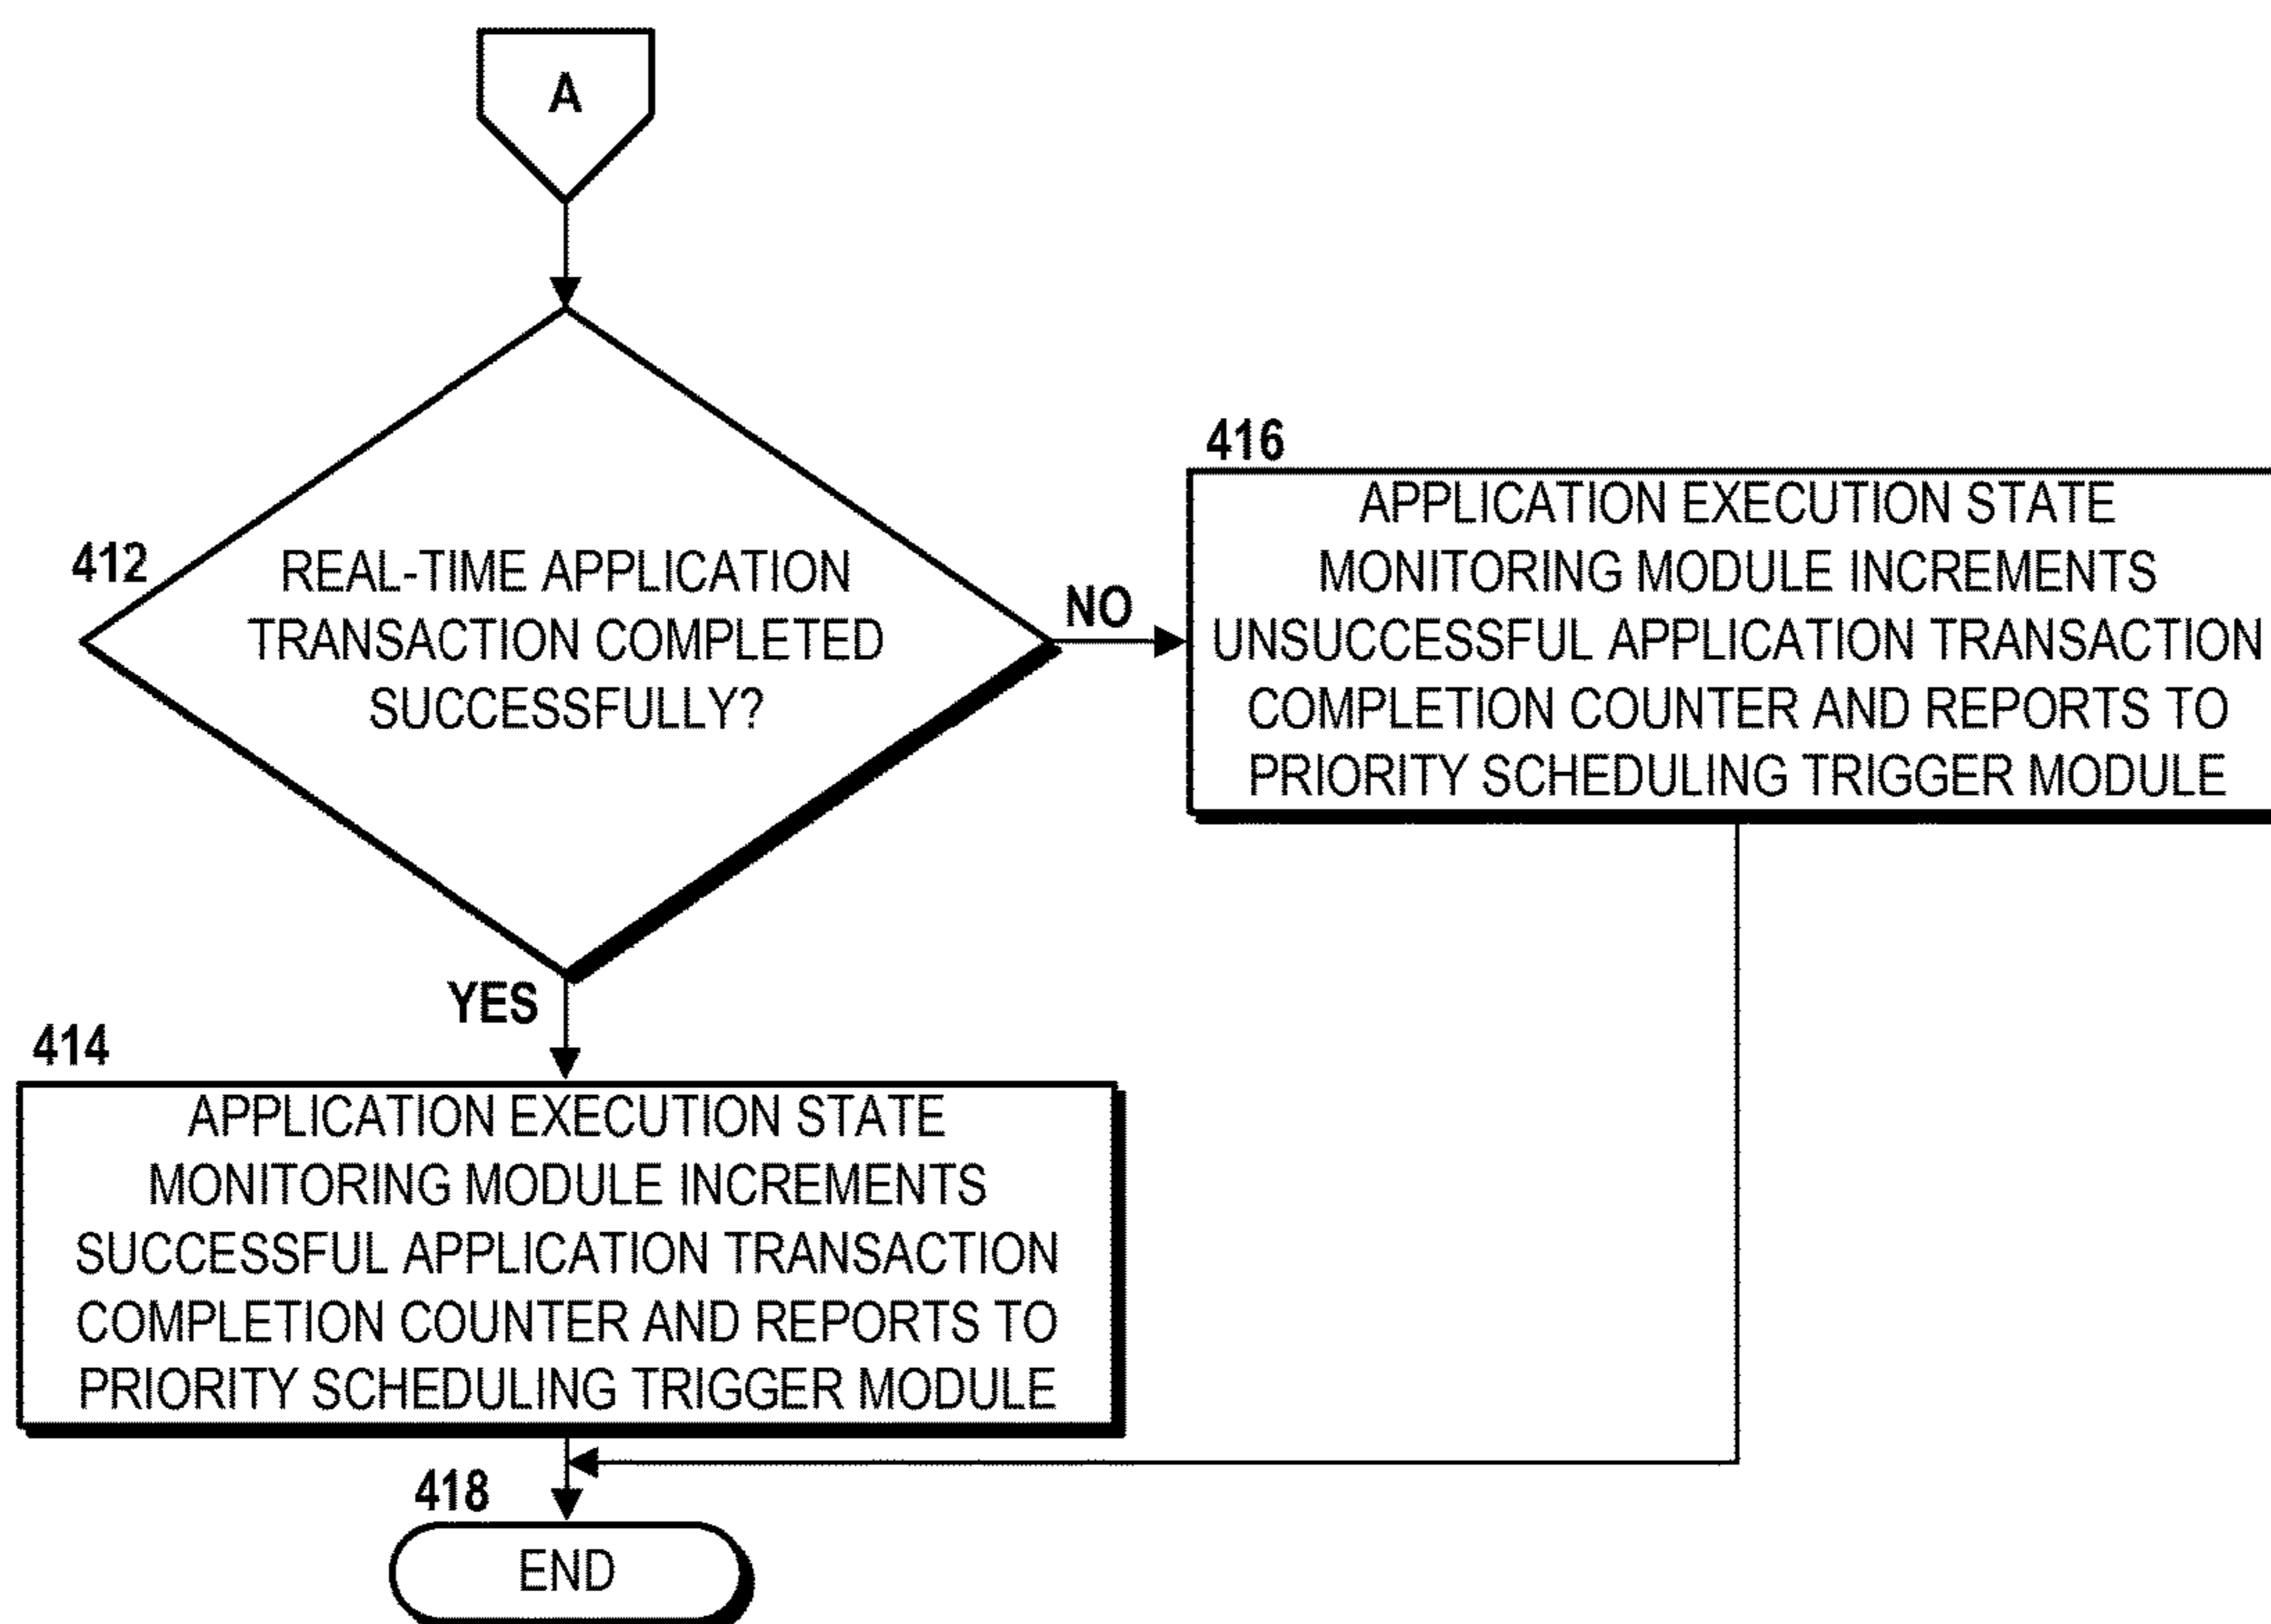 A
412
REAL-TIME APPLICATION
TRANSACTION COMPLETED
SUCCESSFULLY?
NO
416
APPLICATION EXECUTION STATE
MONITORING MODULE INCREMENTS
UNSUCCESSFUL APPLICATION TRANSACTION
COMPLETION COUNTER AND REPORTS TO
PRIORITY SCHEDULING TRIGGER MODULE
YES
414
APPLICATION EXECUTION STATE
MONITORING MODULE INCREMENTS
SUCCESSFUL APPLICATION TRANSACTION
COMPLETION COUNTER AND REPORTS TO
PRIORITY SCHEDULING TRIGGER MODULE
418
END